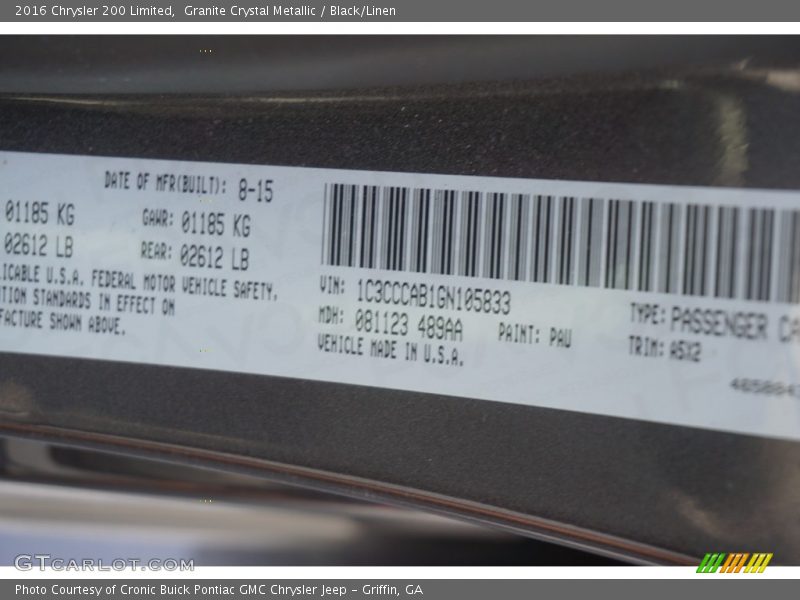 2016 Chrysler 200 Limited, Granite Crystal Metallic / Black/Linen
DATE OF MFR(BUILT): 8-15
01185 KG GAWR: 01185 KG
02612 LB REAR: 02612 LB
ICABLE U.S.A. FEDERAL MOTOR VEHICLE SAFETY,
TION STANDARDS IN EFFECT ON
FACTURE SHOWN ABOVE.
VIN: 1C3CCCAB1GN105833
MDH: 081123 489AA PAINT: PAU
VEHICLE MADE IN U.S.A.
TYPE: PASSENGER CA
TRIM: A5X2
GTCARLOT.COM
Photo Courtesy of Cronic Buick Pontiac GMC Chrysler Jeep – Griffin, GA